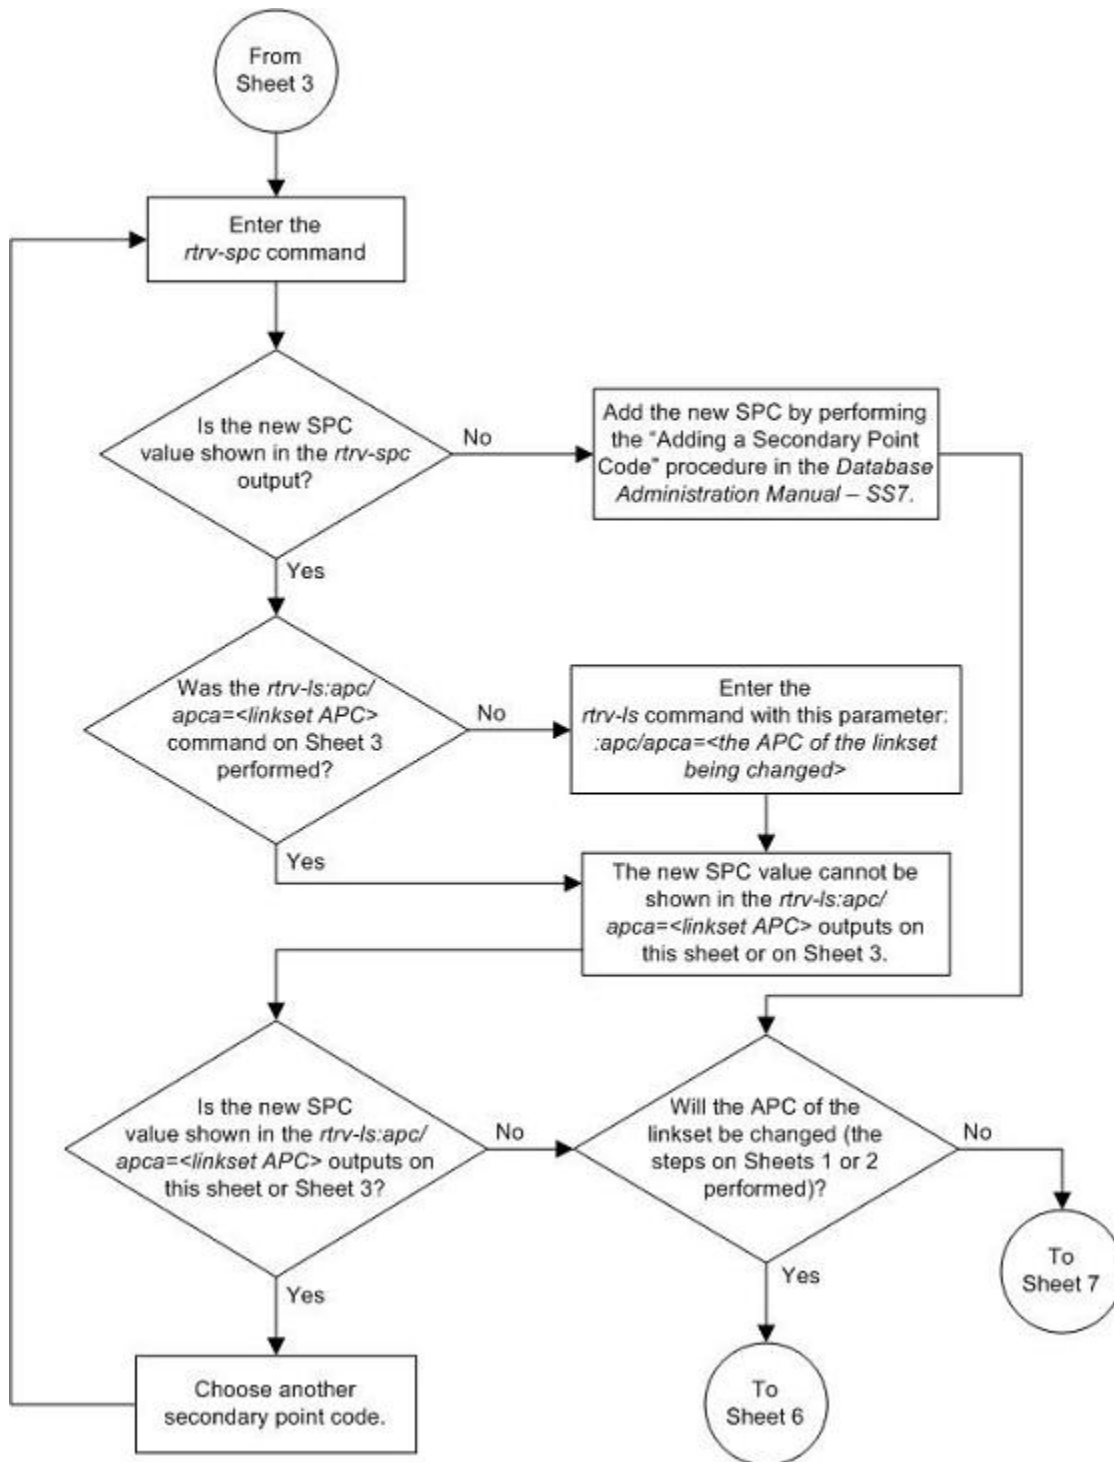 From
Sheet 3
Enter the
rtrv-spc command
Is the new SPC
value shown in the rtrv-spc
output?
No
Add the new SPC by performing
the “Adding a Secondary Point
Code” procedure in the Database
Administration Manual – SS7.
Yes
Was the rtrv-ls:apc/
apca=<linkset APC>
command on Sheet 3
performed?
No
Enter the
rtrv-ls command with this parameter:
:apc/apca=<the APC of the linkset
being changed>
Yes
The new SPC value cannot be
shown in the rtrv-ls:apc/
apca=<linkset APC> outputs on
this sheet or on Sheet 3.
Is the new SPC
value shown in the rtrv-ls:apc/
apca=<linkset APC> outputs on
this sheet or Sheet 3?
No
Will the APC of the
linkset be changed (the
steps on Sheets 1 or 2
performed)?
No
To
Sheet 7
Yes
Yes
Choose another
secondary point code.
To
Sheet 6